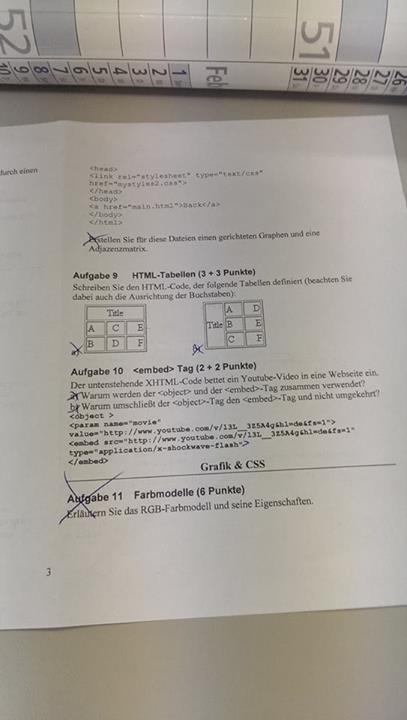 52
51
Feb
10 9 8 7 6 5 4 3 2 1
31 30 29 28 27 26
durch einen
<head>
<link rel="stylesheet" type="text/css"
href="mystyles2.css">
</head>
<body>
<a href="main.html">Back</a>
</body>
</html>
Erstellen Sie für diese Dateien einen gerichteten Graphen und eine
Adjazenzmatrix.
Aufgabe 9 HTML-Tabellen (3 + 3 Punkte)
Schreiben Sie den HTML-Code, der folgende Tabellen definiert (beachten Sie
dabei auch die Ausrichtung der Buchstaben):
Title
A C E
B D F
a)
Title A D
B E
C F
b)
Aufgabe 10 <embed> Tag (2 + 2 Punkte)
Der untenstehende XHTML-Code bettet ein Youtube-Video in eine Webseite ein.
a) Warum werden der <object> und der <embed>-Tag zusammen verwendet?
b) Warum umschließt der <object>-Tag den <embed>-Tag und nicht umgekehrt?
<object >
<param name="movie"
value="http://www.youtube.com/v/l3L__3Z5A4g&hl=de&fs=1">
<embed src="http://www.youtube.com/v/l3L__3Z5A4g&hl=de&fs=1"
type="application/x-shockwave-flash">
</embed>
Grafik & CSS
Aufgabe 11 Farbmodelle (6 Punkte)
Erläutern Sie das RGB-Farbmodell und seine Eigenschaften.
3